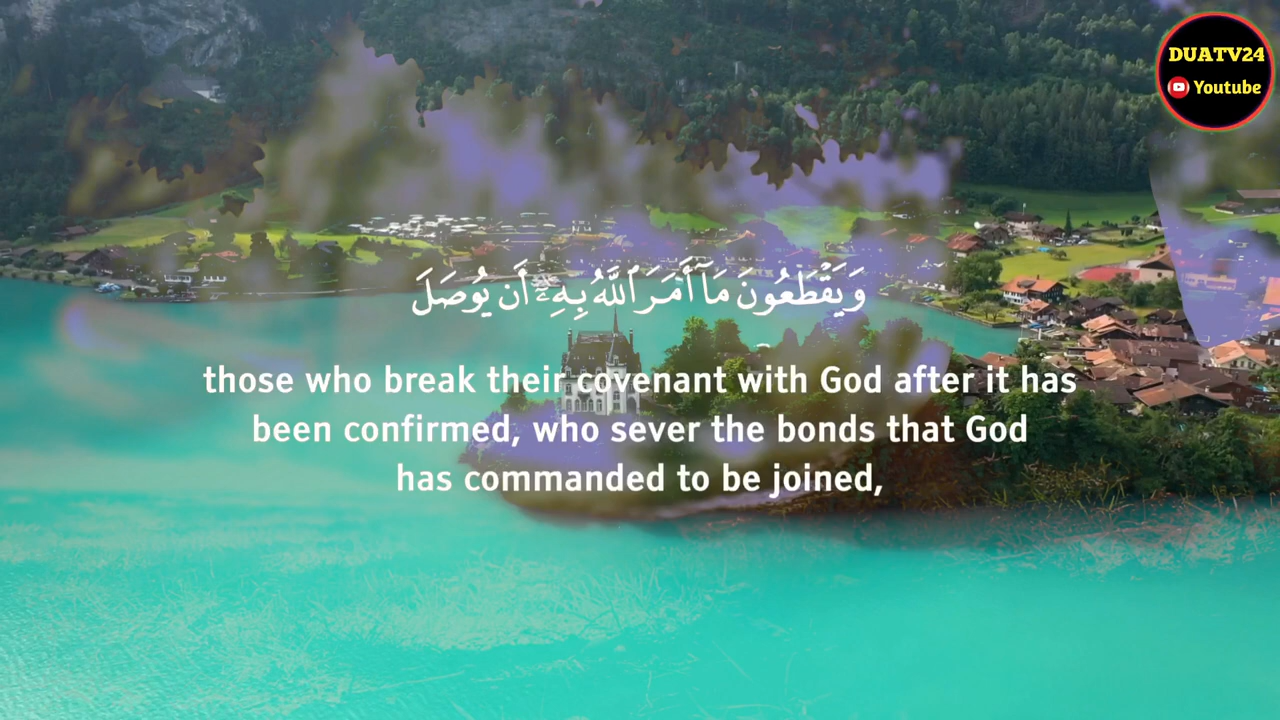 DUATV24
Youtube
وَيَقْطَعُونَ مَآ أَمَرَ ٱللَّهُ بِهِۦٓ أَن يُوصَلَ
those who break their covenant with God after it has
been confirmed, who sever the bonds that God
has commanded to be joined,